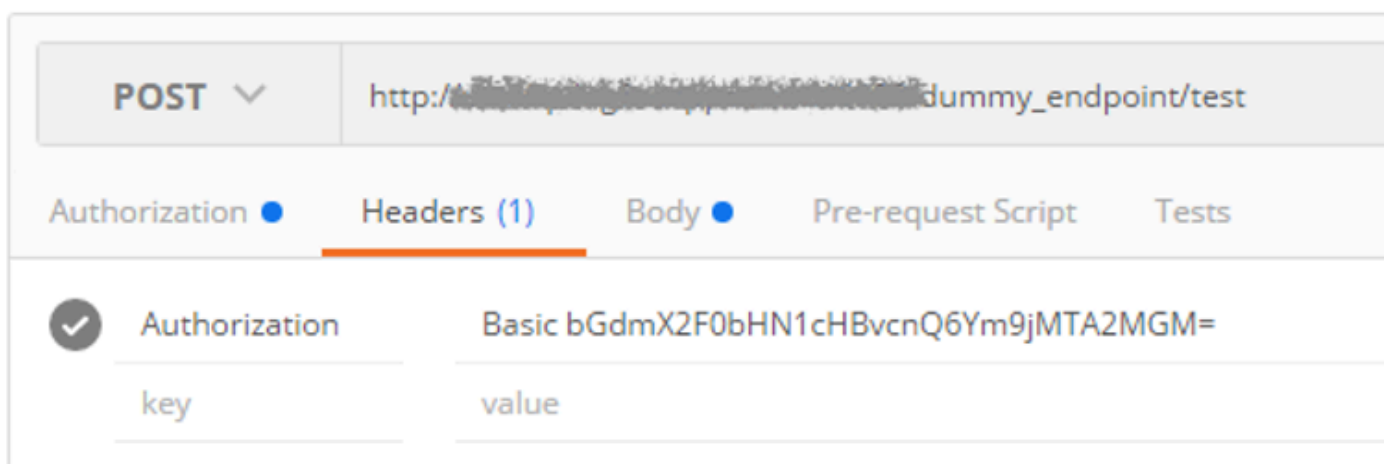 POST http:/ dummy_endpoint/test
Authorization Headers (1) Body Pre-request Script Tests
Authorization Basic bGdmX2F0bHN1cHBvcnQ6Ym9jMTA2MGM=
key value